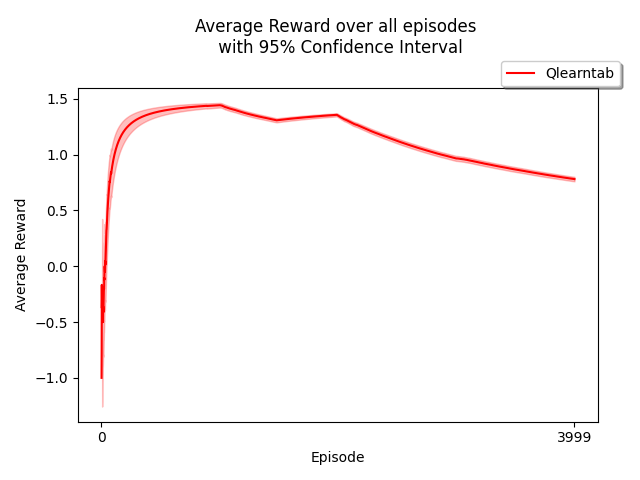 Average Reward over all episodes
with 95% Confidence Interval
Qlearntab
1.5
1.0
0.5
0.0
−0.5
−1.0
Average Reward
0
3999
Episode